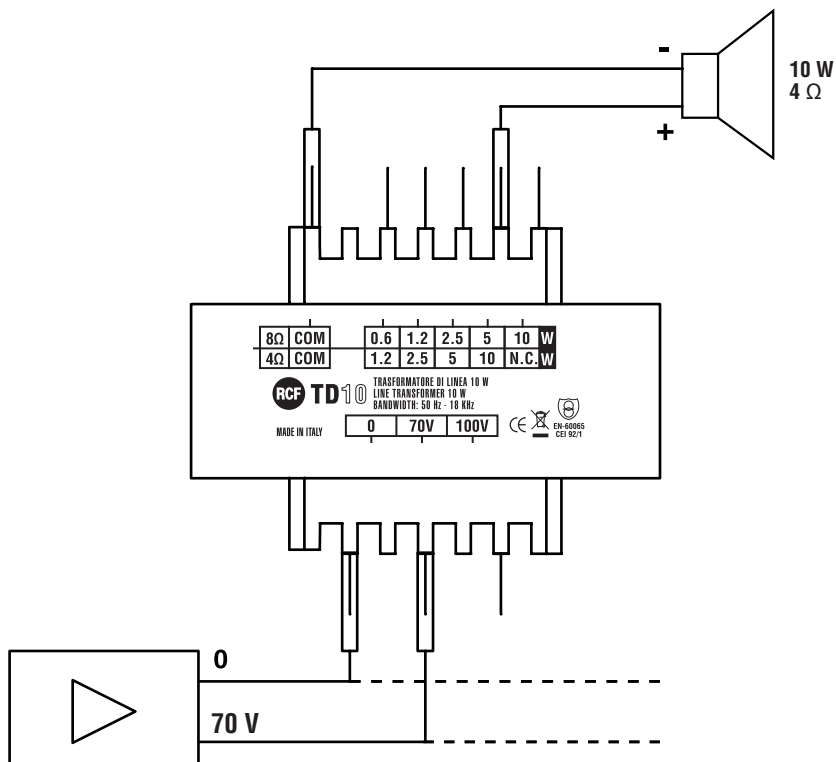 -
10 W
4 Ω
+
8Ω COM 0.6 1.2 2.5 5 10 W
4Ω COM 1.2 2.5 5 10 N.C. W
RCF TD10
TRASFORMATORE DI LINEA 10 W
LINE TRANSFORMER 10 W
BANDWIDTH: 50 Hz - 18 KHz
MADE IN ITALY
0 70V 100V
CE
EN-60065
CEI 92/1
0
70 V